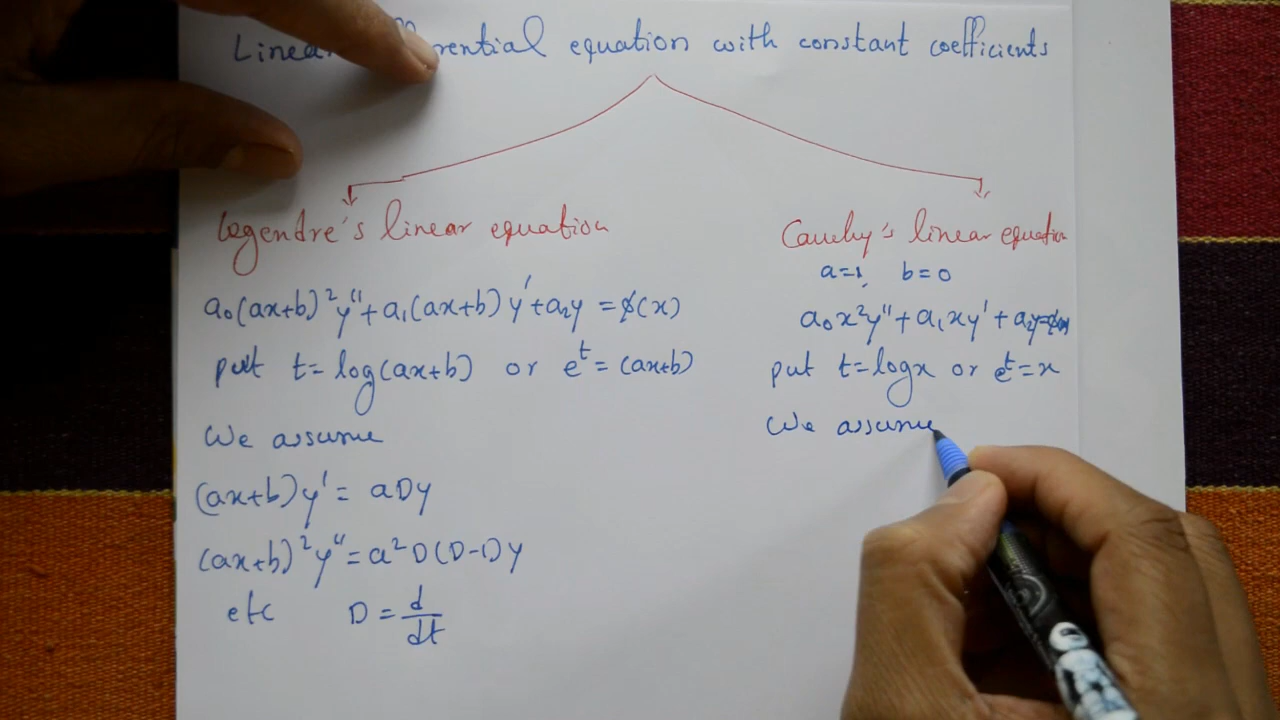 Linear rential equation with constant coefficients
Legendre's linear equation
a₀(ax+b)²y''+a₁(ax+b)y'+a₂y=φ(x)
put t=log(ax+b) or eᵗ=(ax+b)
We assume
(ax+b)y'=aDy
(ax+b)²y''=a²D(D-1)y
etc D=d/dt
Cauchy's linear equation
a=1, b=0
a₀x²y''+a₁xy'+a₂y=φ(x)
put t=logx or eᵗ=x
We assume